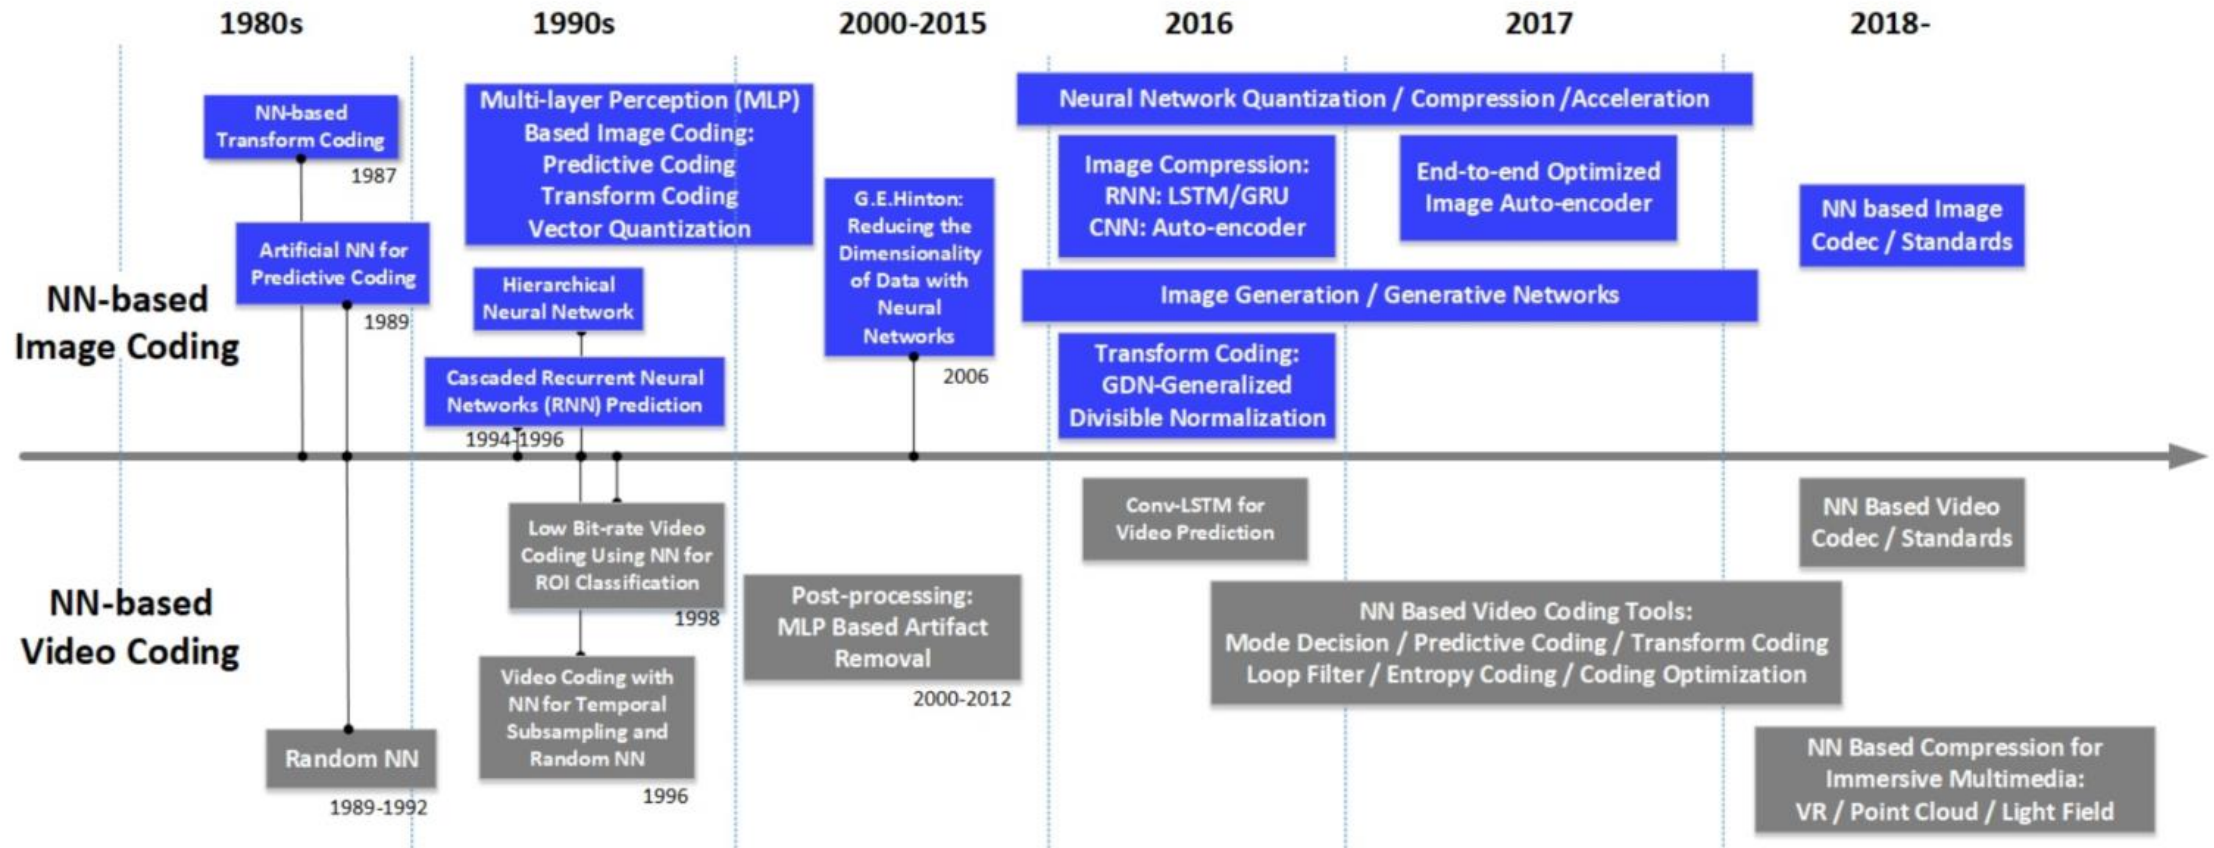 1980s
1990s
2000-2015
2016
2017
2018-
NN-based
Image Coding
NN-based
Transform Coding
1987
Artificial NN for
Predictive Coding
1989
Multi-layer Perception (MLP)
Based Image Coding:
Predictive Coding
Transform Coding
Vector Quantization
Hierarchical
Neural Network
Cascaded Recurrent Neural
Networks (RNN) Prediction
1994-1996
G.E.Hinton:
Reducing the
Dimensionality
of Data with
Neural
Networks
2006
Neural Network Quantization / Compression /Acceleration
Image Compression:
RNN: LSTM/GRU
CNN: Auto-encoder
End-to-end Optimized
Image Auto-encoder
Image Generation / Generative Networks
Transform Coding:
GDN-Generalized
Divisible Normalization
NN based Image
Codec / Standards
NN-based
Video Coding
Random NN
1989-1992
Low Bit-rate Video
Coding Using NN for
ROI Classification
1998
Video Coding with
NN for Temporal
Subsampling and
Random NN
1996
Post-processing:
MLP Based Artifact
Removal
2000-2012
Conv-LSTM for
Video Prediction
NN Based Video Coding Tools:
Mode Decision / Predictive Coding / Transform Coding
Loop Filter / Entropy Coding / Coding Optimization
NN Based Video
Codec / Standards
NN Based Compression for
Immersive Multimedia:
VR / Point Cloud / Light Field